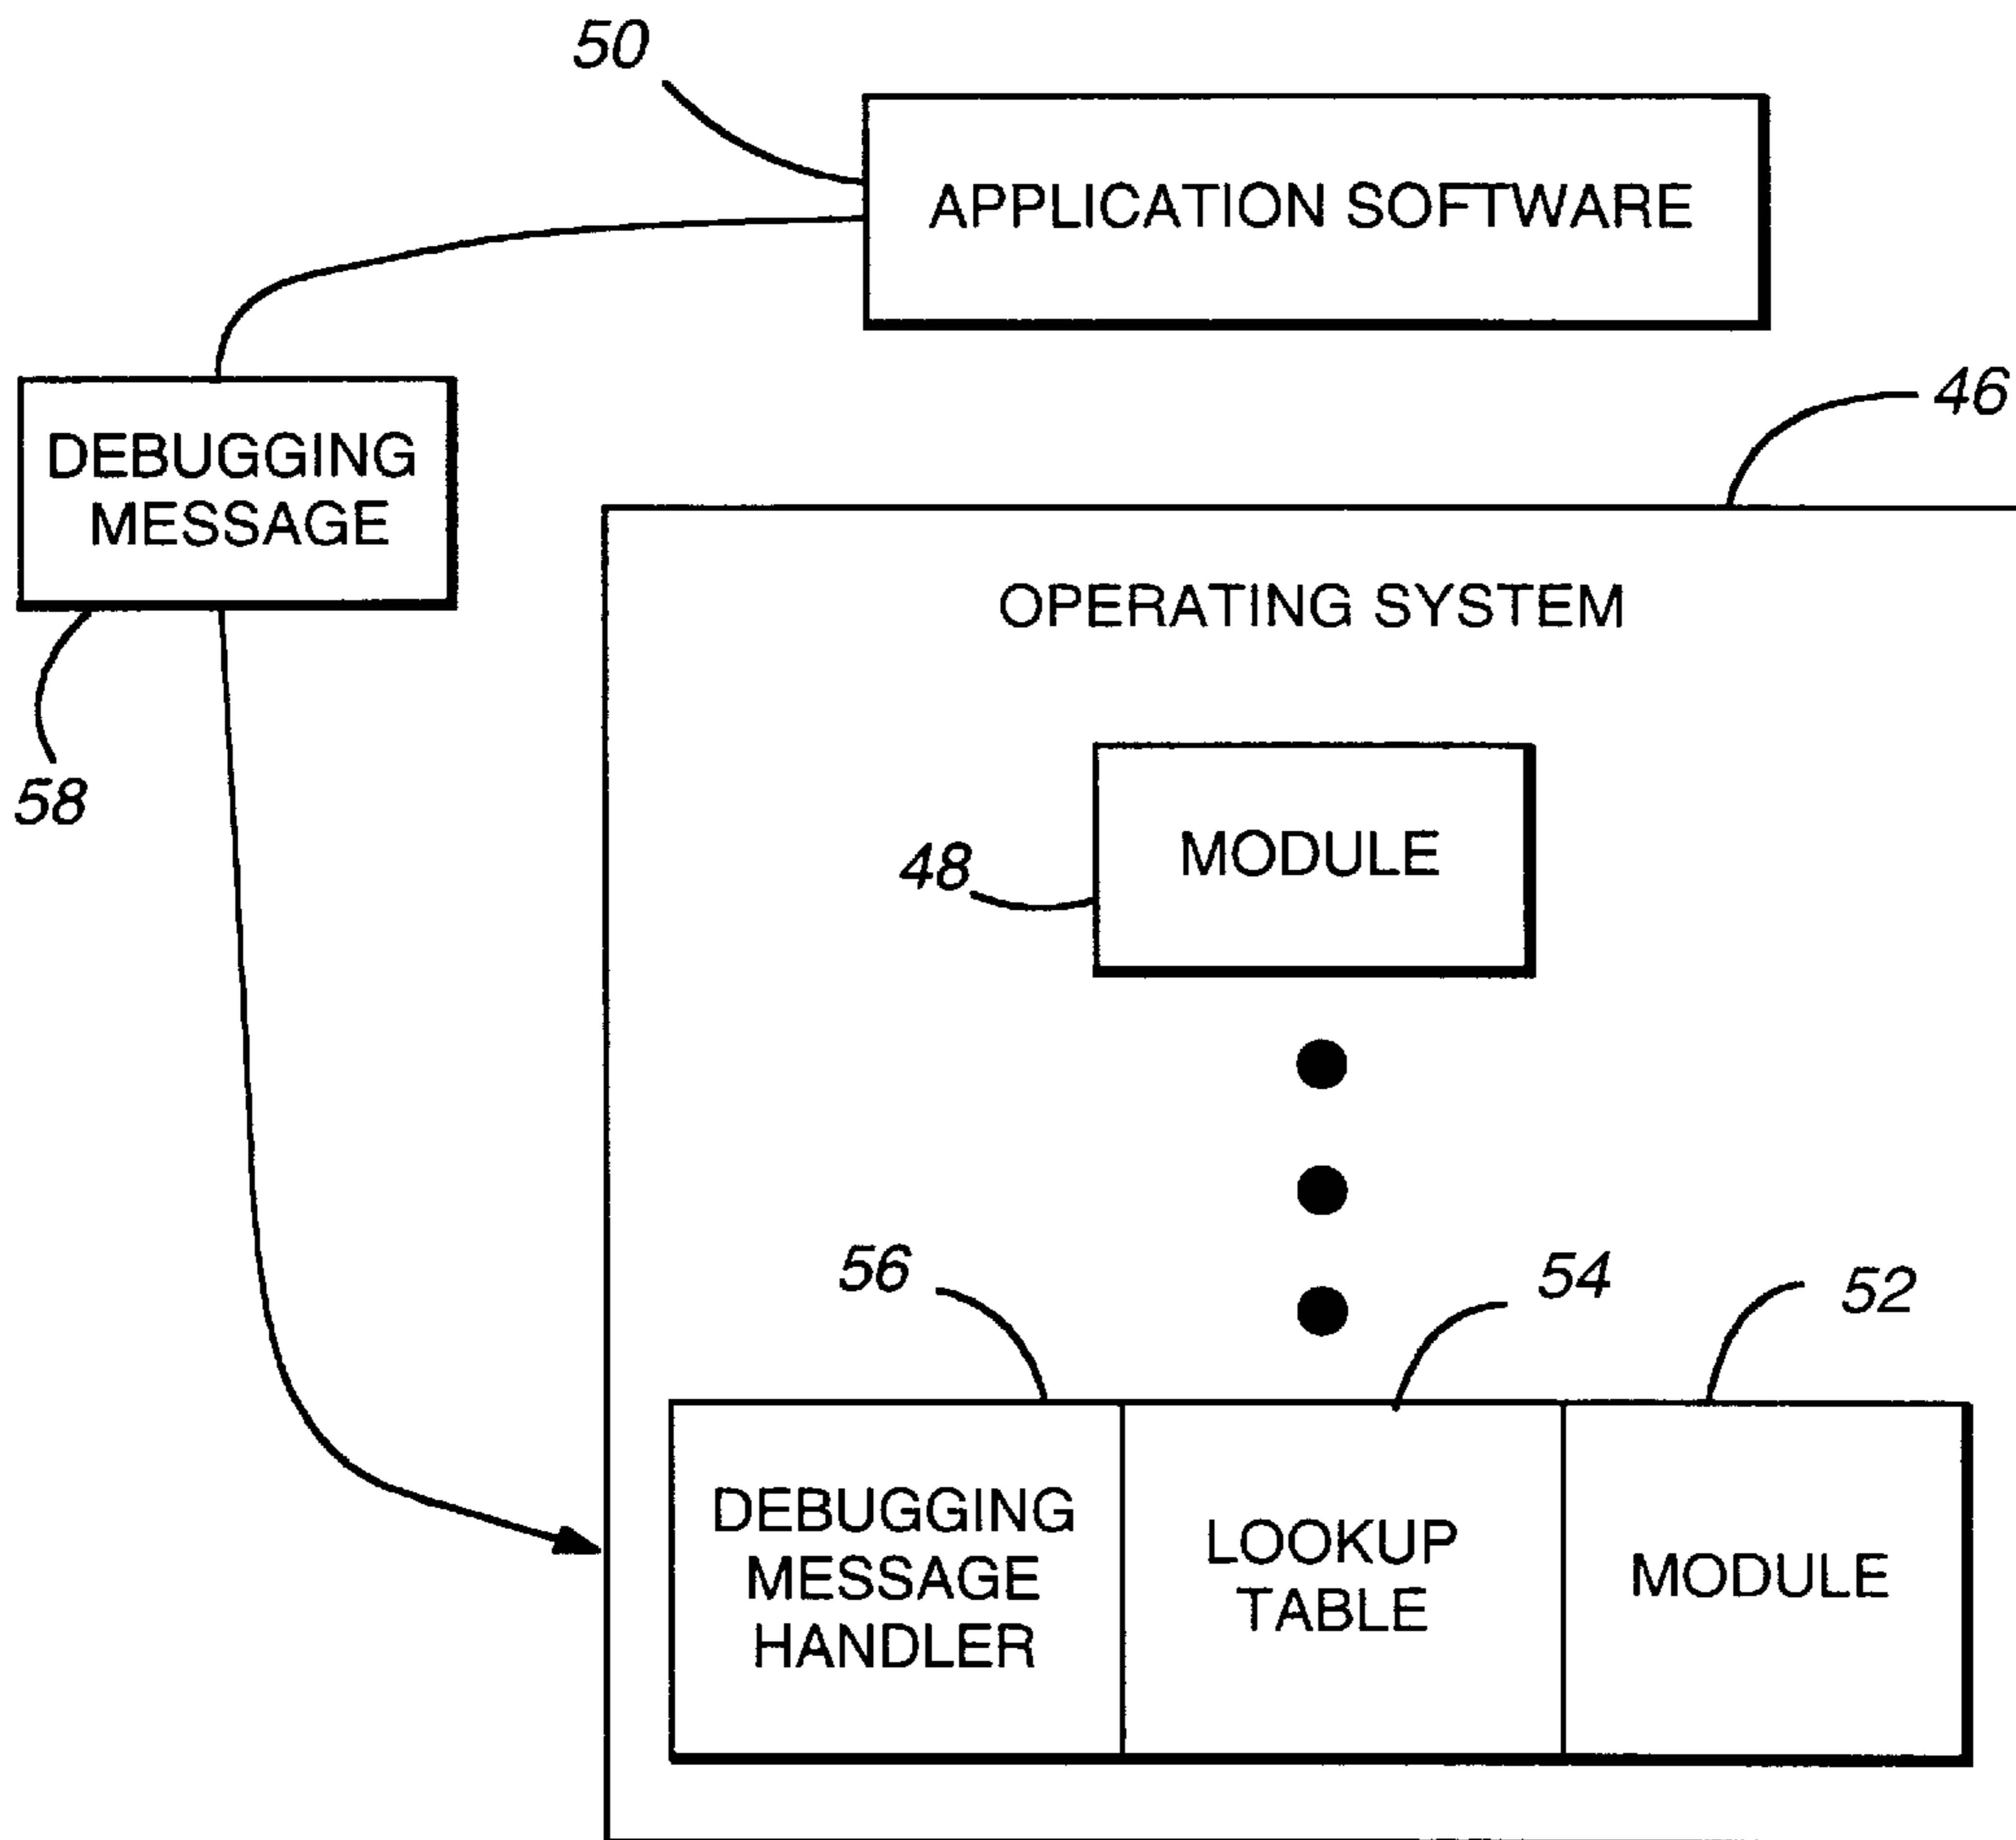 50
APPLICATION SOFTWARE
46
DEBUGGING
MESSAGE
58
OPERATING SYSTEM
48
MODULE
56
54
52
DEBUGGING
MESSAGE
HANDLER
LOOKUP
TABLE
MODULE